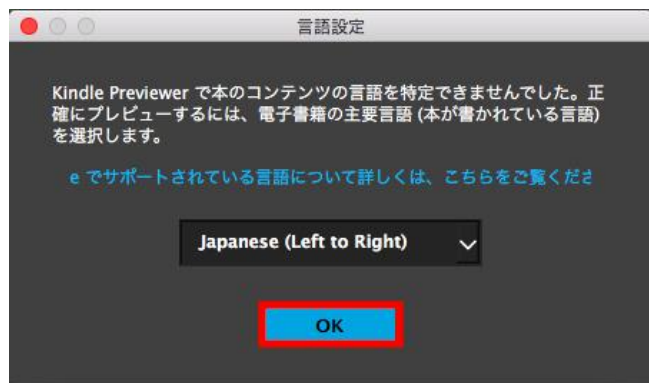 言語設定
Kindle Previewer で本のコンテンツの言語を特定できませんでした。正
確にプレビューするには、電子書籍の主要言語 (本が書かれている言語)
を選択します。
e でサポートされている言語について詳しくは、こちらをご覧くださ
Japanese (Left to Right)
OK